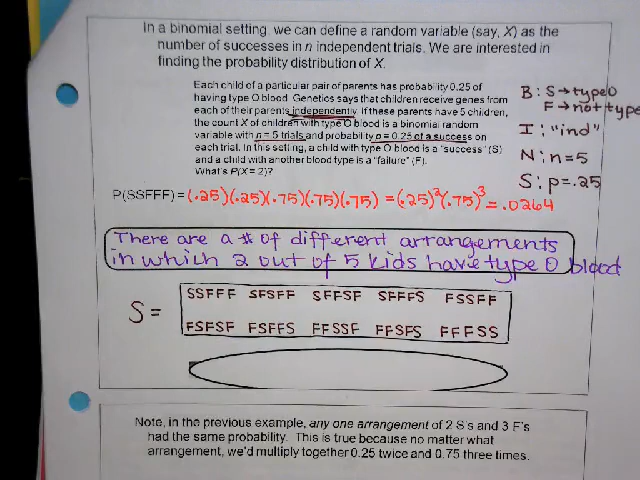 In a binomial setting, we can define a random variable (say, X) as the
number of successes in n independent trials. We are interested in
finding the probability distribution of X.
Each child of a particular pair of parents has probability 0.25 of
having type O blood. Genetics says that children receive genes from
each of their parents independently. If these parents have 5 children,
the count X of children with type O blood is a binomial random
variable with n = 5 trials and probability p = 0.25 of a success on
each trial. In this setting, a child with type O blood is a "success" (S)
and a child with another blood type is a "failure" (F).
What's P(X = 2)?
B: S→type O
F→not type
I: "ind"
N: n=5
S: p=.25
P(SSFFF) = (.25)(.25)(.75)(.75)(.75) = (.25)²(.75)³ = .0264
There are a # of different arrangements
in which 2 out of 5 kids have type O blood
S =
SSFFF SFSFF SFFSF SFFFS FSSFF
FSFSF FSFFS FFSSF FFSFS FFFSS
Note, in the previous example, any one arrangement of 2 S's and 3 F's
had the same probability. This is true because no matter what
arrangement, we'd multiply together 0.25 twice and 0.75 three times.